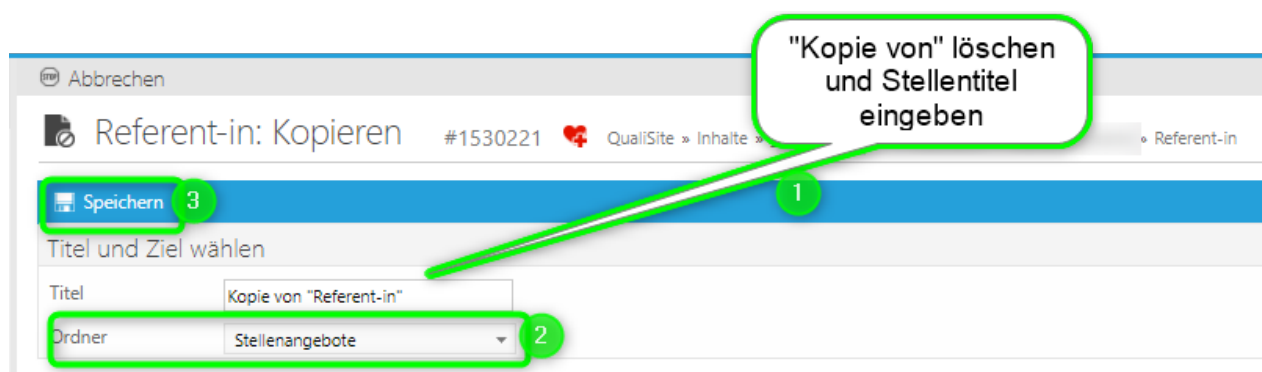 "Kopie von" löschen
und Stellentitel
eingeben
STOP Abbrechen
Referent-in: Kopieren #1530221 QualiSite » Inhalte » » Referent-in
1
Speichern 3
Titel und Ziel wählen
Titel Kopie von "Referent-in"
Ordner Stellenangebote 2